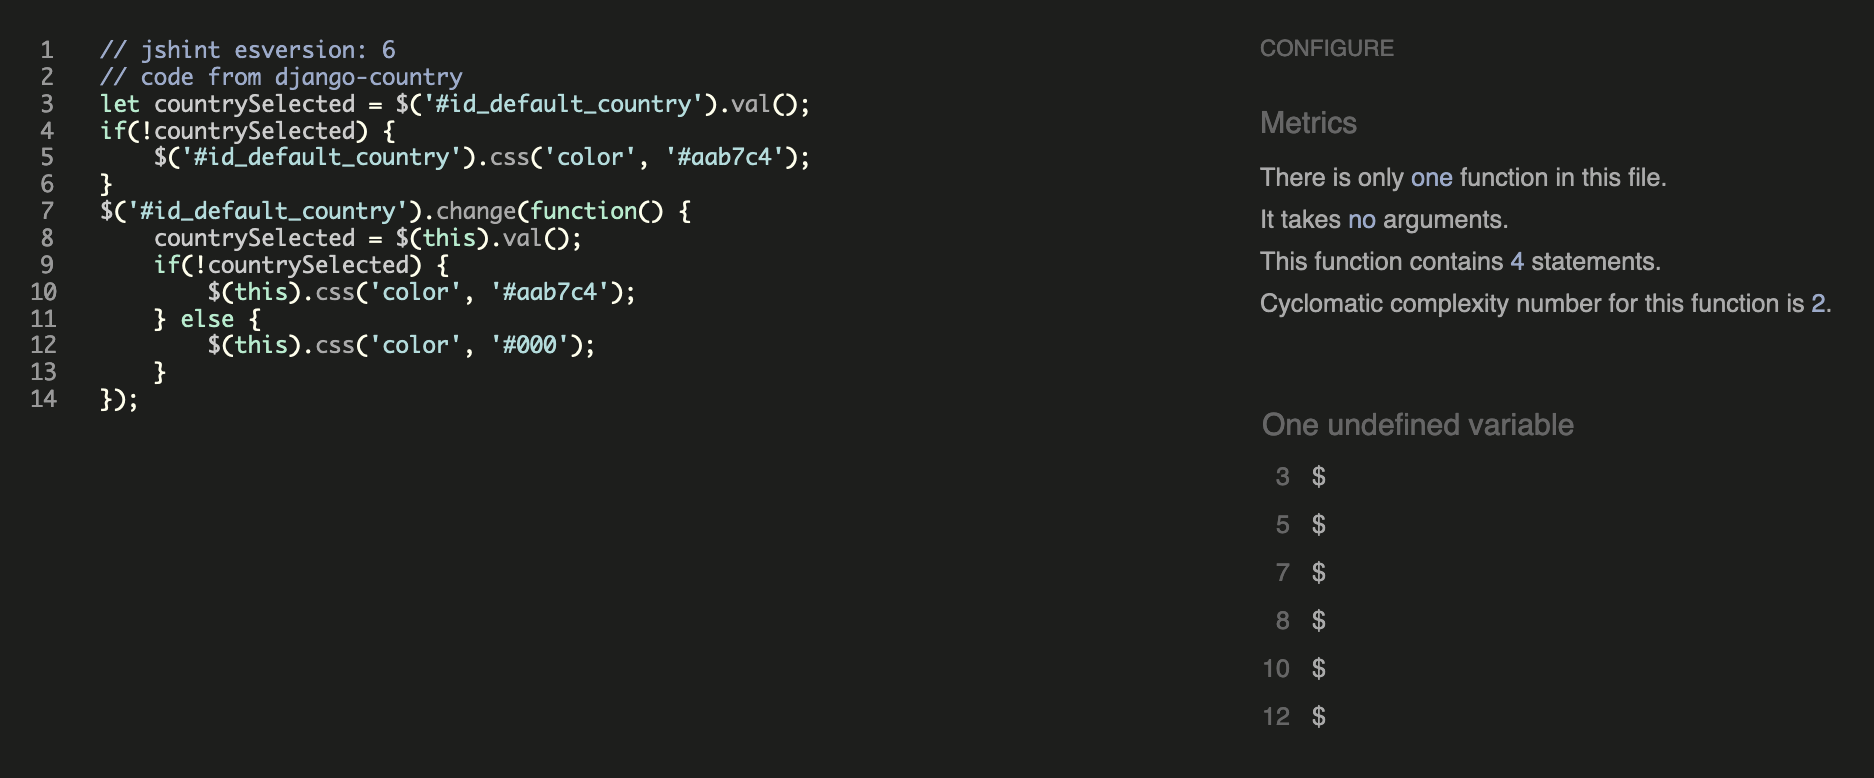 1 // jshint esversion: 6
2 // code from django-country
3 let countrySelected = $('#id_default_country').val();
4 if(!countrySelected) {
5     $('#id_default_country').css('color', '#aab7c4');
6 }
7 $('#id_default_country').change(function() {
8     countrySelected = $(this).val();
9     if(!countrySelected) {
10         $(this).css('color', '#aab7c4');
11     } else {
12         $(this).css('color', '#000');
13     }
14 });
CONFIGURE
Metrics
There is only one function in this file.
It takes no arguments.
This function contains 4 statements.
Cyclomatic complexity number for this function is 2.
One undefined variable
3 $
5 $
7 $
8 $
10 $
12 $